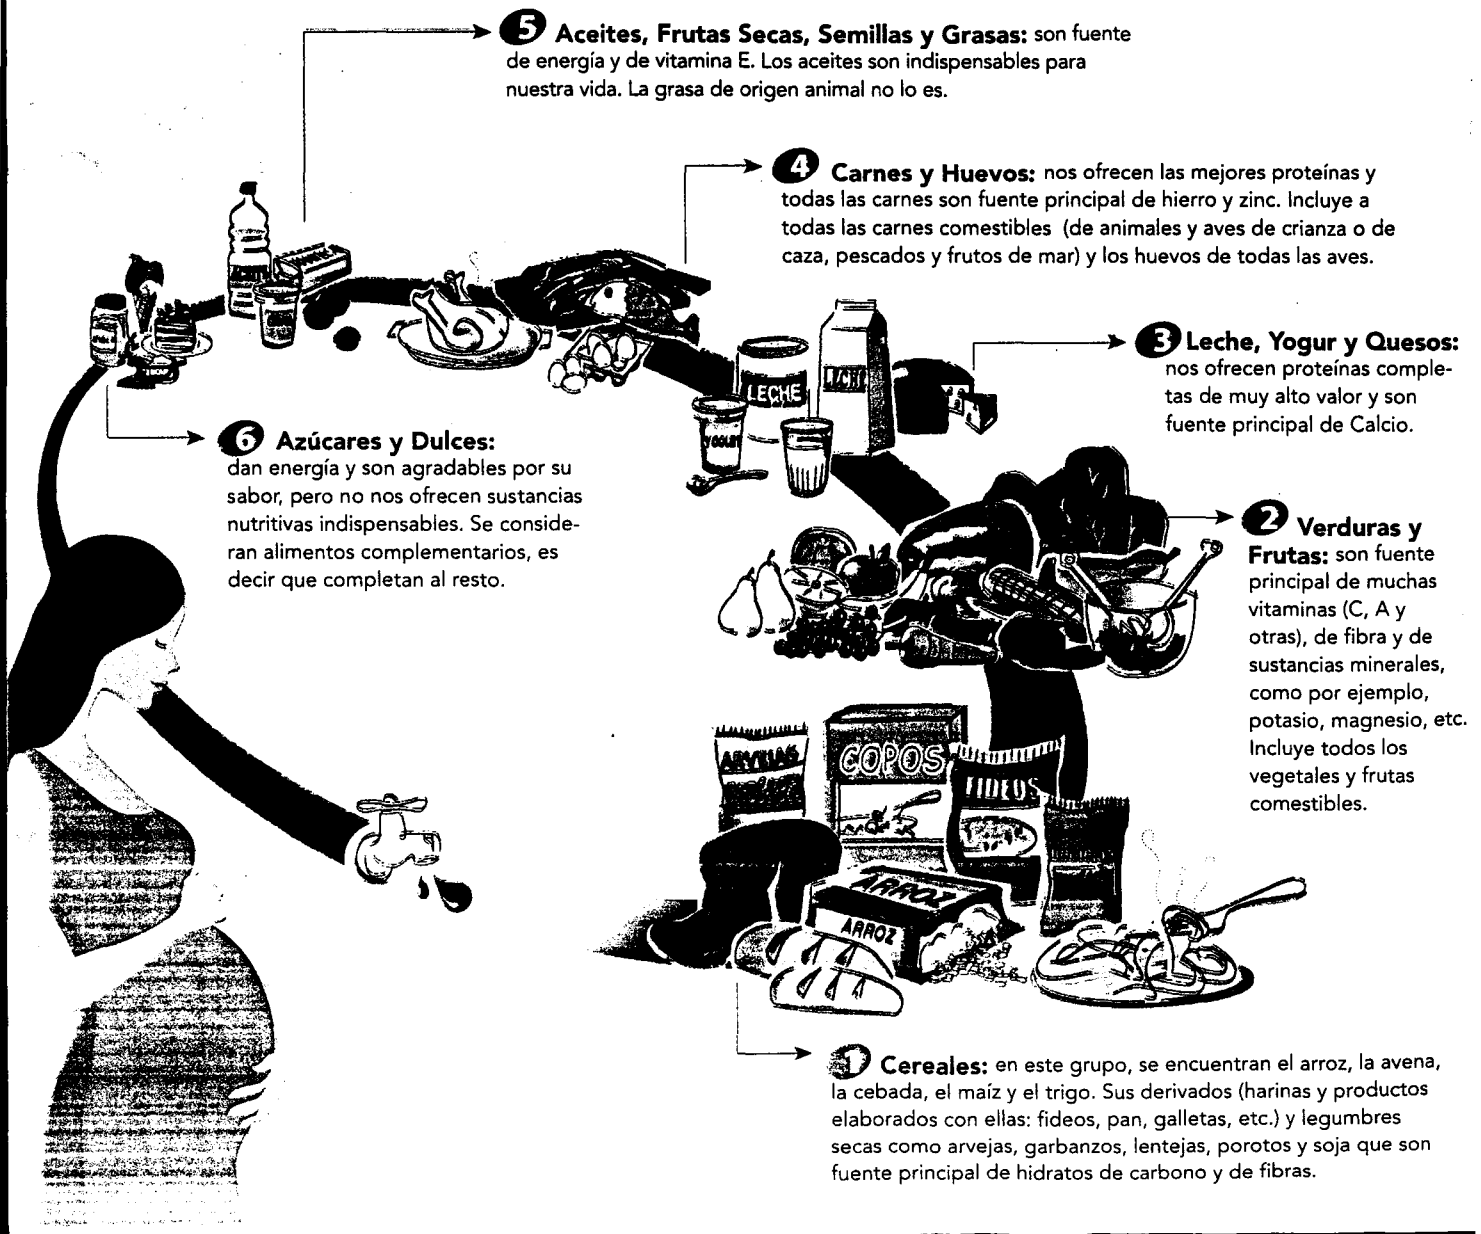 5 Aceites, Frutas Secas, Semillas y Grasas: son fuente
de energía y de vitamina E. Los aceites son indispensables para
nuestra vida. La grasa de origen animal no lo es.
4 Carnes y Huevos: nos ofrecen las mejores proteínas y
todas las carnes son fuente principal de hierro y zinc. Incluye a
todas las carnes comestibles (de animales y aves de crianza o de
caza, pescados y frutos de mar) y los huevos de todas las aves.
3 Leche, Yogur y Quesos:
nos ofrecen proteínas comple-
tas de muy alto valor y son
fuente principal de Calcio.
6 Azúcares y Dulces:
dan energía y son agradables por su
sabor, pero no nos ofrecen sustancias
nutritivas indispensables. Se conside-
ran alimentos complementarios, es
decir que completan al resto.
2 Verduras y
Frutas: son fuente
principal de muchas
vitaminas (C, A y
otras), de fibra y de
sustancias minerales,
como por ejemplo,
potasio, magnesio, etc.
Incluye todos los
vegetales y frutas
comestibles.
ACEITE
LECHE
LECHE
ARVEJAS
COPOS
FIDEOS
ARROZ
ARROZ
1 Cereales: en este grupo, se encuentran el arroz, la avena,
la cebada, el maíz y el trigo. Sus derivados (harinas y productos
elaborados con ellas: fideos, pan, galletas, etc.) y legumbres
secas como arvejas, garbanzos, lentejas, porotos y soja que son
fuente principal de hidratos de carbono y de fibras.